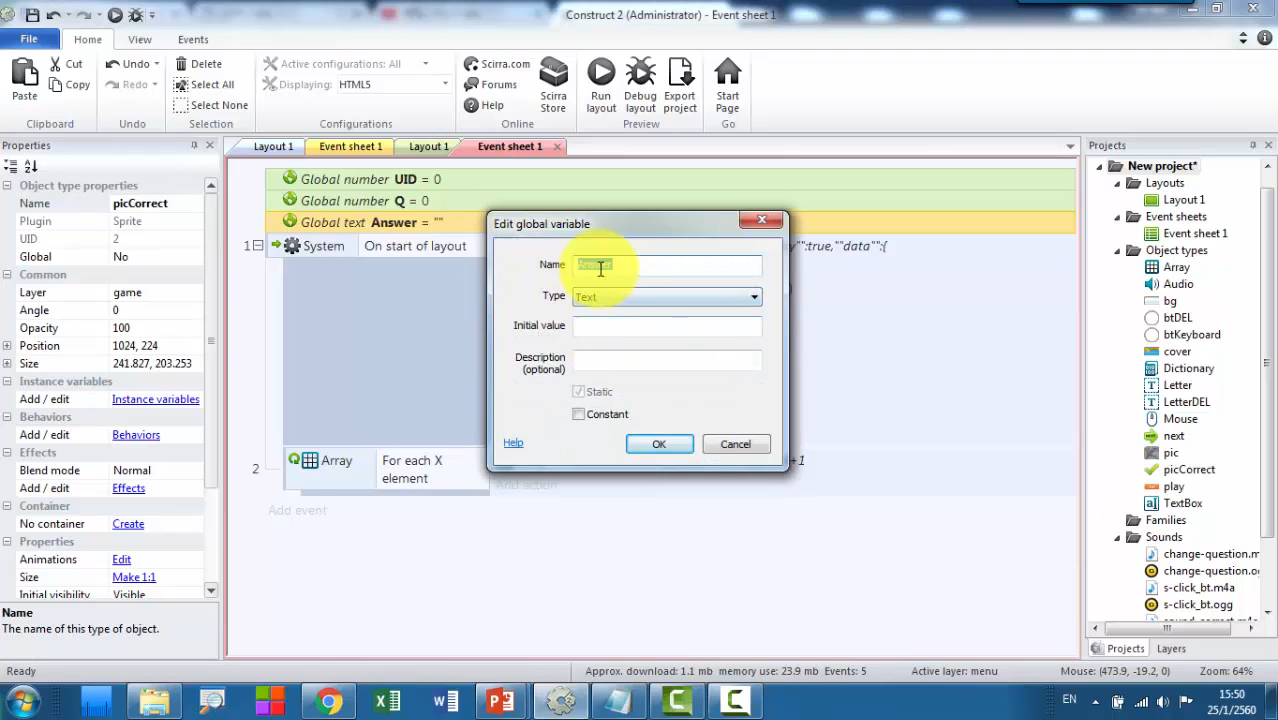 Construct 2 (Administrator) - Event sheet 1
File Home View Events
Paste
Cut
Copy
Clipboard
Undo
Redo
Undo
Delete
Select All
Select None
Selection
Active configurations: All
Displaying: HTML5
Configurations
Scirra.com
Forums
Help
Scirra Store
Online
Run layout
Debug layout
Export project
Preview
Start Page
Go
Properties
Layout 1 Event sheet 1 Layout 1 Event sheet 1
Projects
Object type properties
Name picCorrect
Plugin Sprite
UID 2
Global No
Common
Layer game
Angle 0
Opacity 100
Position 1024, 224
Size 241.827, 203.253
Instance variables
Add / edit Instance variables
Behaviors
Add / edit Behaviors
Effects
Blend mode Normal
Add / edit Effects
Container
No container Create
Properties
Animations Edit
Size Make 1:1
Initial visibility Visible
Name
The name of this type of object.
Global number UID = 0
Global number Q = 0
Global text Answer = ""
1 System On start of layout
"":true,""data"":{
2 Array For each X element
+1
Add action
Add event
Edit global variable
Name Answer
Type Text
Initial value
Description (optional)
Static
Constant
Help OK Cancel
New project*
Layouts
Layout 1
Event sheets
Event sheet 1
Object types
Array
Audio
bg
btDEL
btKeyboard
cover
Dictionary
Letter
LetterDEL
Mouse
next
pic
picCorrect
play
TextBox
Families
Sounds
change-question.m
change-question.og
s-click_bt.m4a
s-click_bt.ogg
Projects Layers
Ready Approx. download: 1.1 mb memory use: 23.9 mb Events: 5 Active layer: menu Mouse: (473.9, -19.2, 0) Zoom: 64%
EN 15:50
25/1/2560